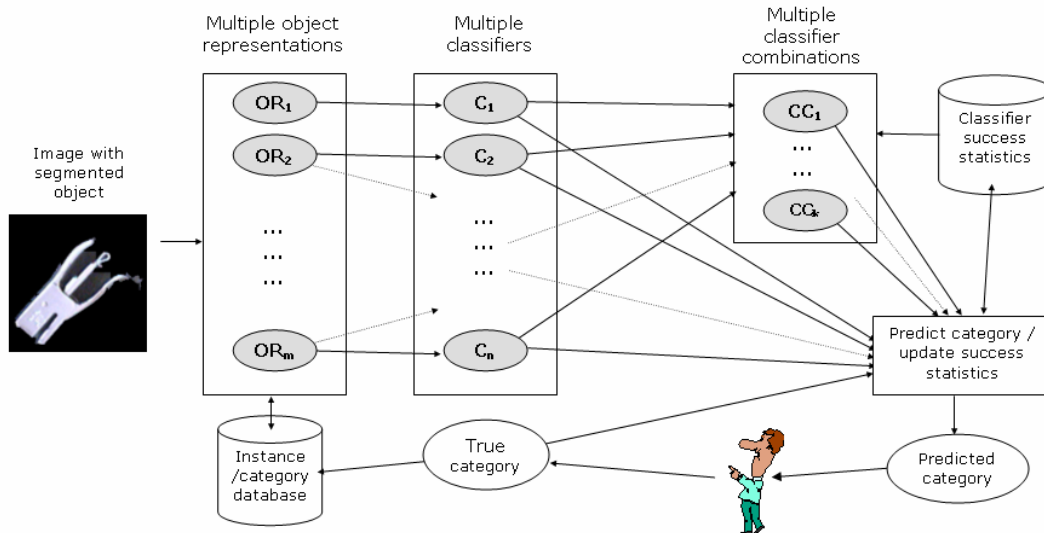 Multiple object
representations
Multiple
classifiers
Multiple
classifier
combinations
Image with
segmented
object
OR1
OR2
...
...
...
ORm
C1
C2
...
...
...
Cn
CC1
...
...
CCk
Classifier
success
statistics
Predict category /
update success
statistics
Instance
/category
database
True
category
Predicted
category